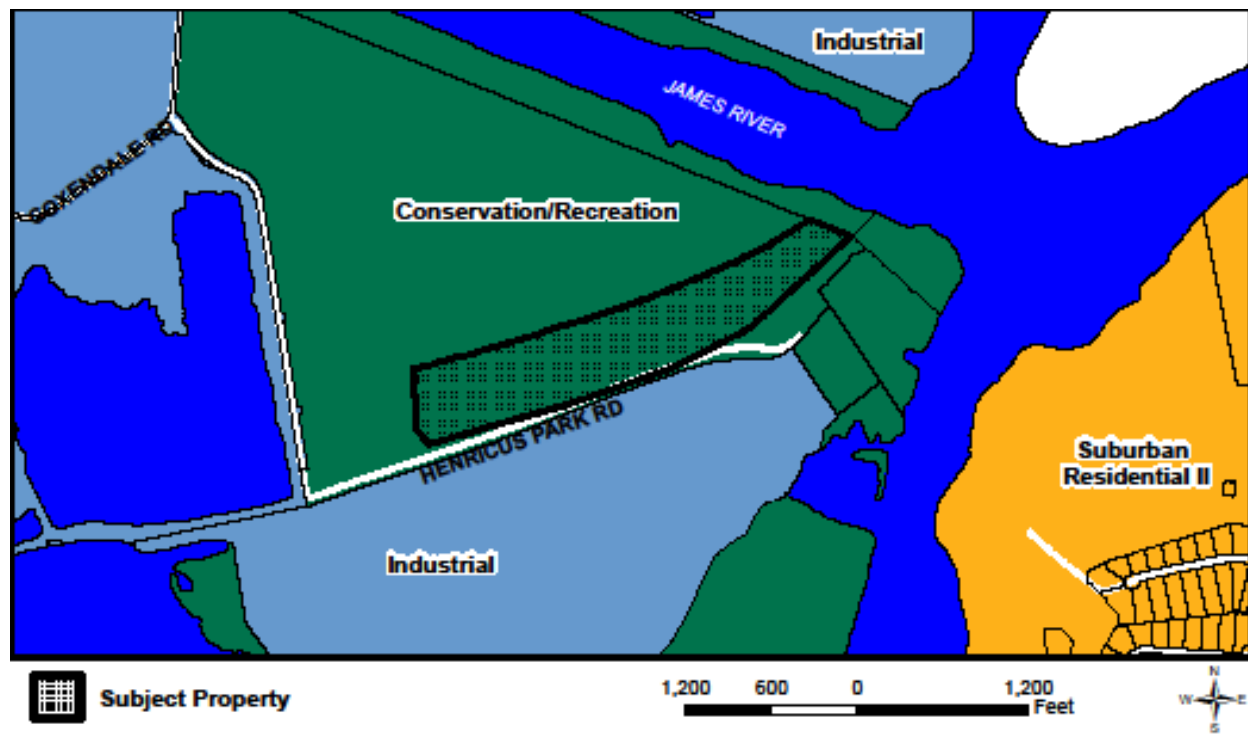 Industrial
JAMES RIVER
COXENDALE RD
Conservation/Recreation
HENRICUS PARK RD
Suburban
Residential II
Industrial
Subject Property
1,200 600 0 1,200
Feet
N
W E
S